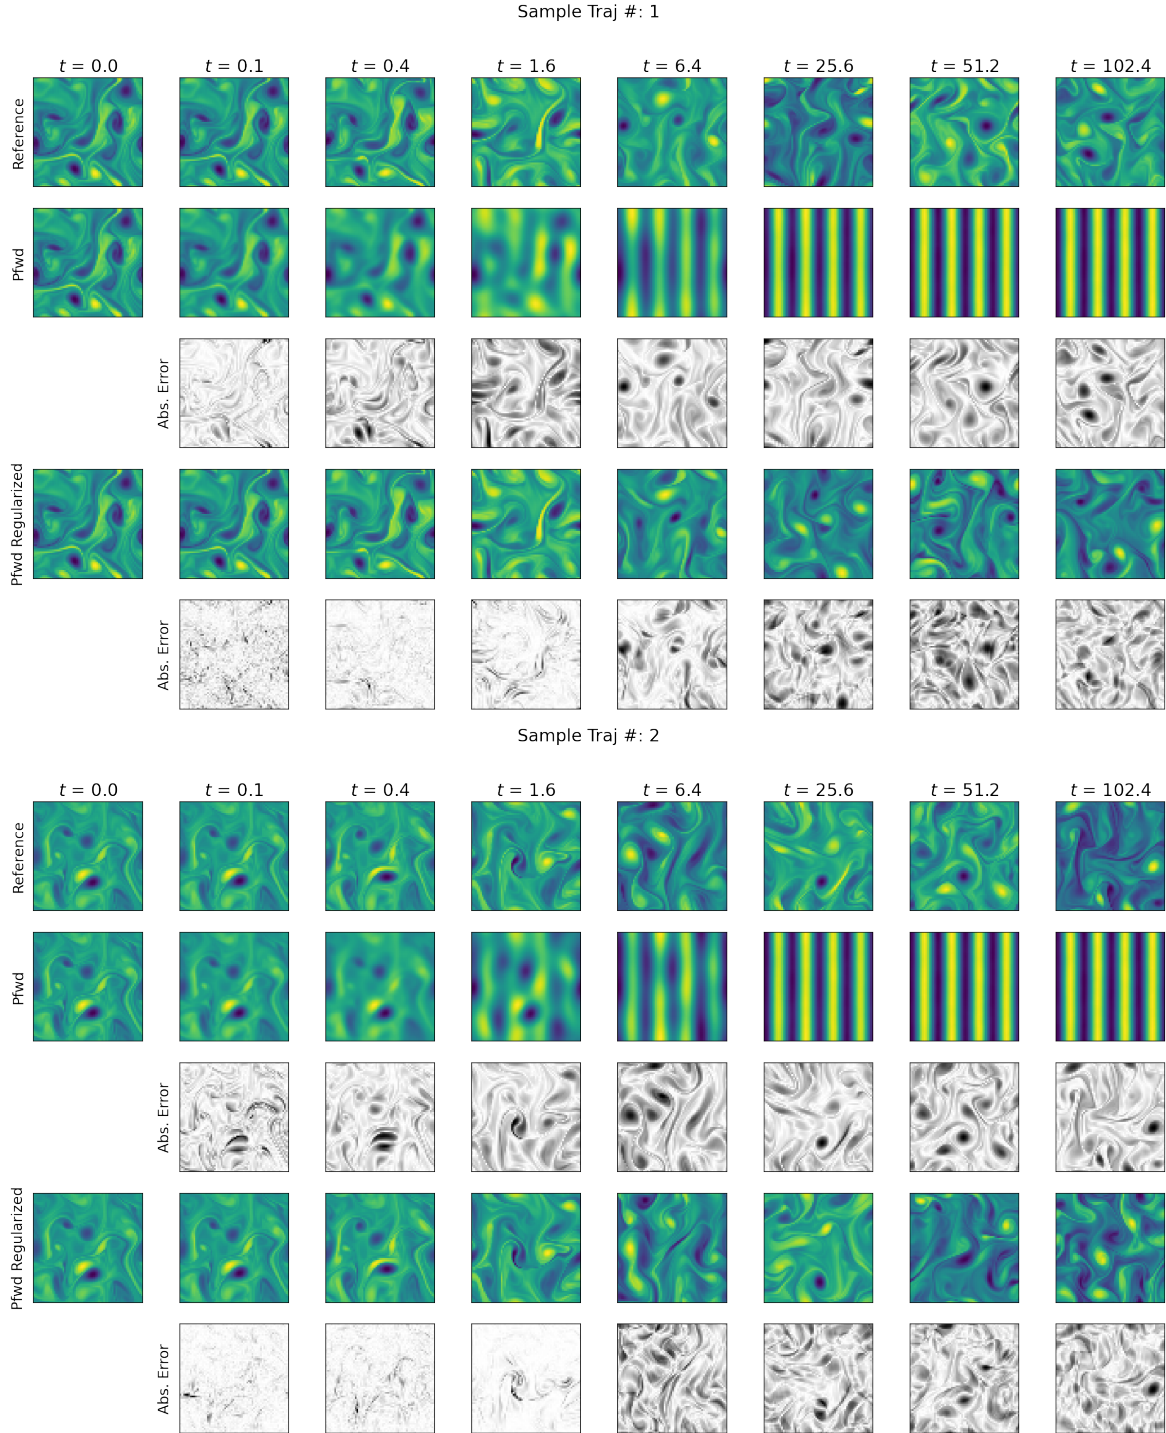 Sample Traj #: 1
t = 0.0 t = 0.1 t = 0.4 t = 1.6 t = 6.4 t = 25.6 t = 51.2 t = 102.4
Reference
Pfwd
Abs. Error
Pfwd Regularized
Abs. Error
Sample Traj #: 2
t = 0.0 t = 0.1 t = 0.4 t = 1.6 t = 6.4 t = 25.6 t = 51.2 t = 102.4
Reference
Pfwd
Abs. Error
Pfwd Regularized
Abs. Error